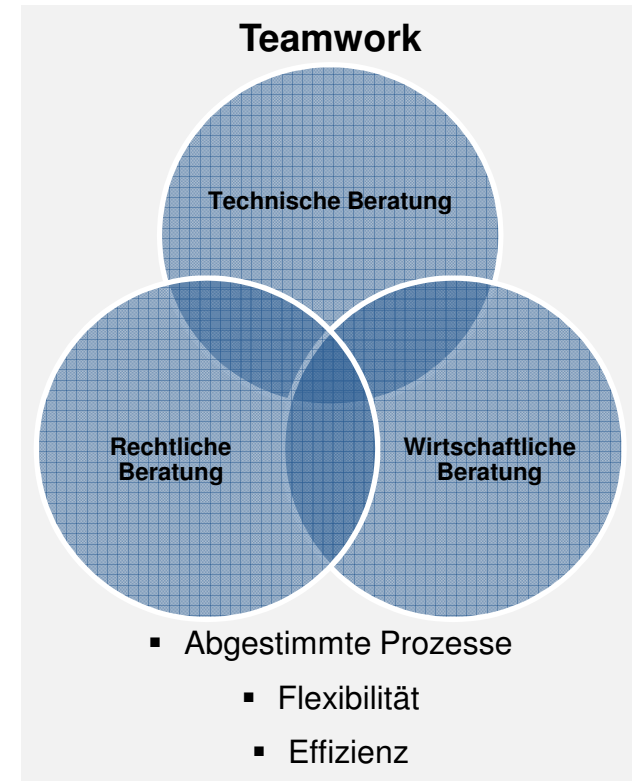 Teamwork
Technische Beratung
Rechtliche
Beratung
Wirtschaftliche
Beratung
▪ Abgestimmte Prozesse
▪ Flexibilität
▪ Effizienz